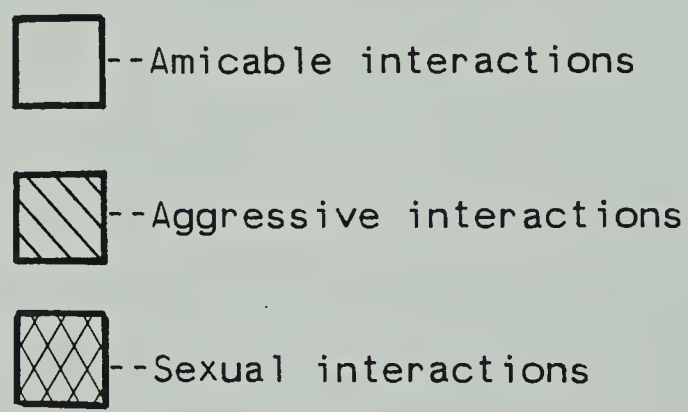 --Amicable interactions
--Aggressive interactions
--Sexual interactions